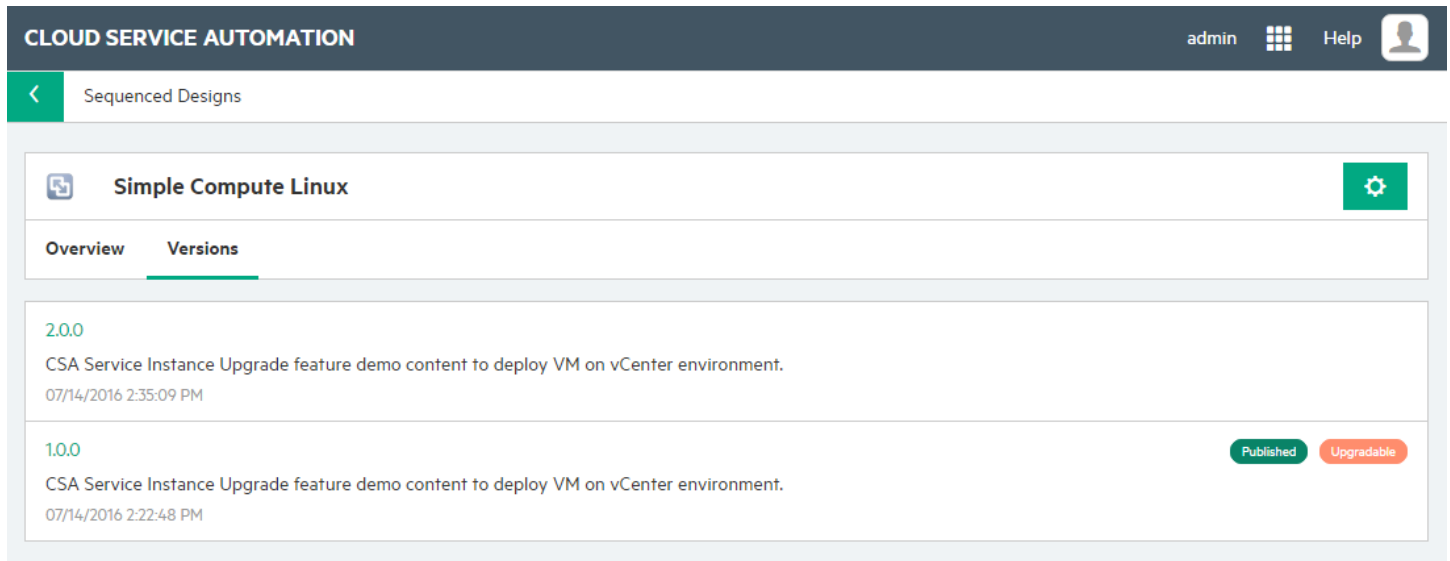 CLOUD SERVICE AUTOMATION
admin
Help
Sequenced Designs
Simple Compute Linux
Overview
Versions
2.0.0
CSA Service Instance Upgrade feature demo content to deploy VM on vCenter environment.
07/14/2016 2:35:09 PM
1.0.0
Published
Upgradable
CSA Service Instance Upgrade feature demo content to deploy VM on vCenter environment.
07/14/2016 2:22:48 PM